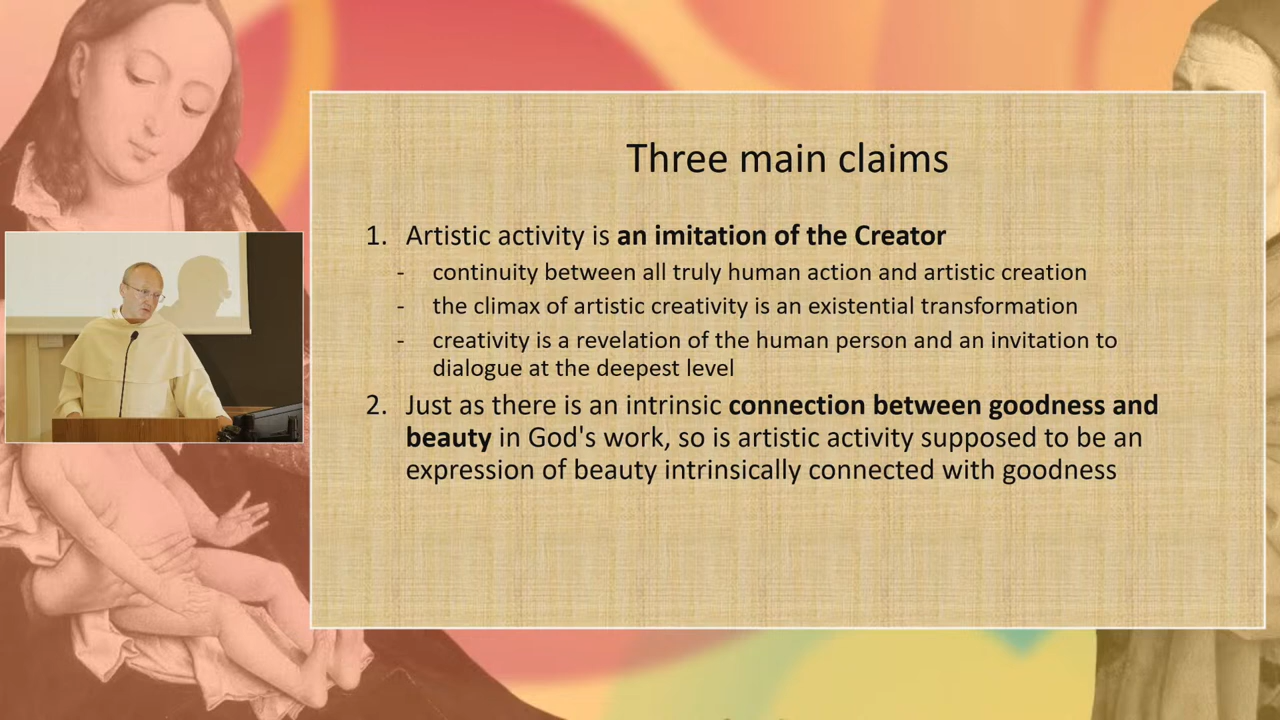 Three main claims
1. Artistic activity is an imitation of the Creator
- continuity between all truly human action and artistic creation
- the climax of artistic creativity is an existential transformation
- creativity is a revelation of the human person and an invitation to
dialogue at the deepest level
2. Just as there is an intrinsic connection between goodness and
beauty in God's work, so is artistic activity supposed to be an
expression of beauty intrinsically connected with goodness